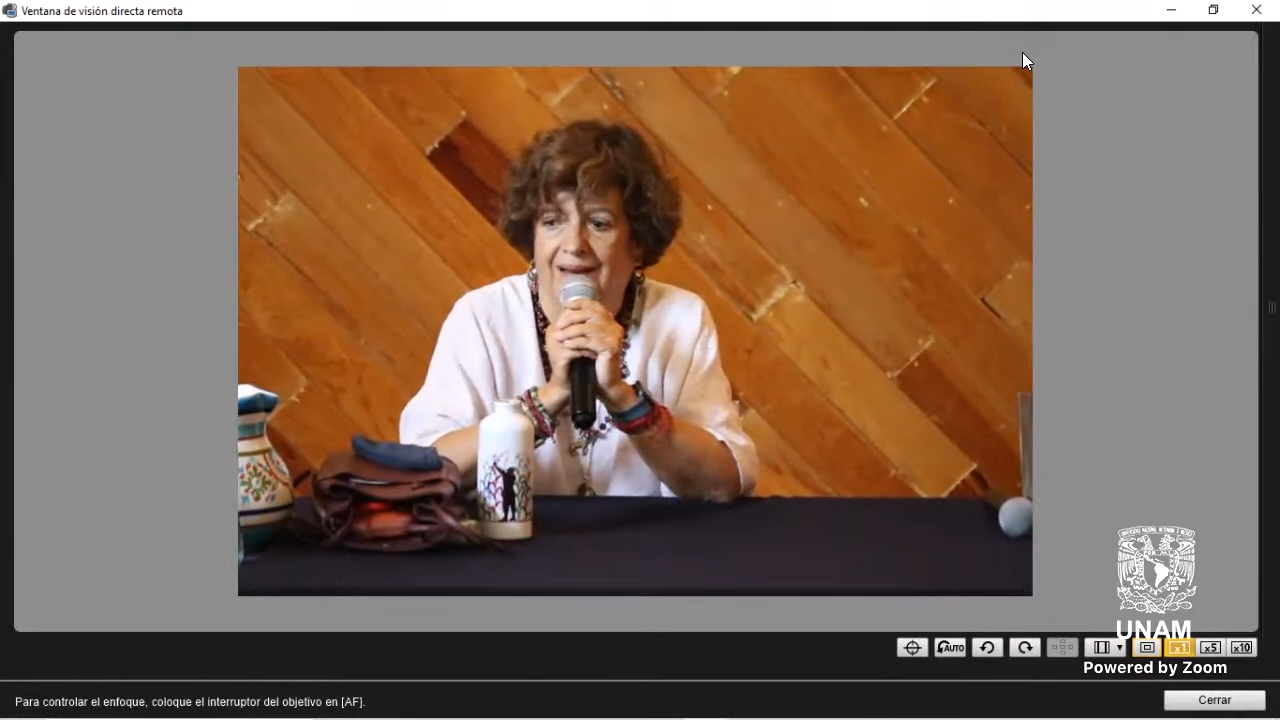 Ventana de visión directa remota
UNAM
AUTO
x1
x5
x10
Powered by Zoom
Para controlar el enfoque, coloque el interruptor del objetivo en [AF].
Cerrar